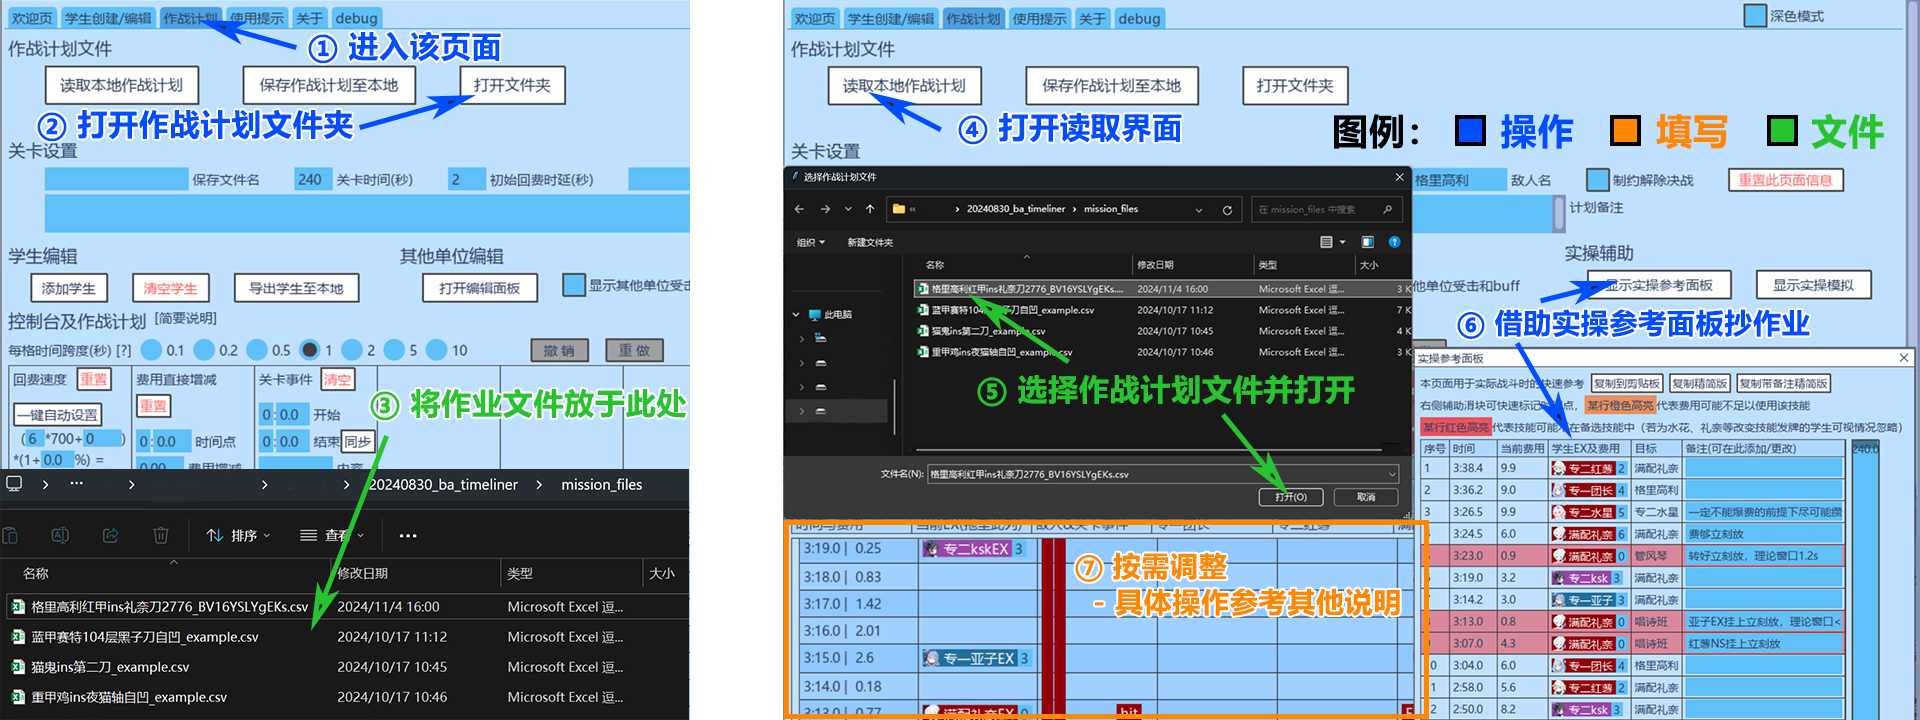 欢迎页 学生创建/编辑 作战计划 使用提示 关于 debug
① 进入该页面
作战计划文件
读取本地作战计划 保存作战计划至本地 打开文件夹
② 打开作战计划文件夹
关卡设置
保存文件名 240 关卡时间(秒) 2 初始回费时延(秒)
学生编辑 其他单位编辑
添加学生 清空学生 导出学生至本地 打开编辑面板 显示其他单位受击
控制台及作战计划 [简要说明]
每格时间跨度(秒) [?] 0.1 0.2 0.5 1 2 5 10 撤 销 重 做
回费速度 重置 费用直接增减 关卡事件 清空
重置
一键自动设置 0:0.0 开始
③ 将作业文件放于此处
(6 *700+0 ) 0:0.0 时间点 0:0.0 结束 同步
*(1+0.0 %) = 0.00 费用增减 内容
20240830_ba_timeliner > mission_files
排序 查看 ···
名称 修改日期 类型 大小
格里高利红甲ins礼奈刀2776_BV16YSLYgEKs.csv 2024/11/4 16:00 Microsoft Excel 逗...
蓝甲赛特104层黑子刀自凹_example.csv 2024/10/17 11:12 Microsoft Excel 逗...
猫鬼ins第二刀_example.csv 2024/10/17 10:45 Microsoft Excel 逗...
重甲鸡ins夜猫轴自凹_example.csv 2024/10/17 10:46 Microsoft Excel 逗...
欢迎页 学生创建/编辑 作战计划 使用提示 关于 debug 深色模式
作战计划文件
读取本地作战计划 保存作战计划至本地 打开文件夹
④ 打开读取界面
图例： 操作 填写 文件
关卡设置
选择作战计划文件
20240830_ba_timeliner > mission_files 在 mission_files 中搜索
组织 新建文件夹
名称 修改日期 类型 大小
格里高利红甲ins礼奈刀2776_BV16YSLYgEKs.... 2024/11/4 16:00 Microsoft Excel 逗... 3 K
蓝甲赛特104层黑子刀自凹_example.csv 2024/10/17 11:12 Microsoft Excel 逗... 7 K
猫鬼ins第二刀_example.csv 2024/10/17 10:45 Microsoft Excel 逗... 4 K
重甲鸡ins夜猫轴自凹_example.csv 2024/10/17 10:46 Microsoft Excel 逗... 3 K
此电脑
⑤ 选择作战计划文件并打开
文件名(N): 格里高利红甲ins礼奈刀2776_BV16YSLYgEKs.csv
打开(O) 取消
格里高利 敌人名 制约解除决战 重置此页面信息
计划备注
实操辅助
他单位受击和buff 显示实操参考面板 显示实操模拟
⑥ 借助实操参考面板抄作业
时间与费用 当前EX(拖至此列) 敌人&关卡事件 专一团长 专二红薯
3:19.0 | 0.25 专二kskEX 3
3:18.0 | 0.83
3:17.0 | 1.42
3:16.0 | 2.01
3:15.0 | 2.6 专一亚子EX 3
3:14.0 | 0.18
3:13.0 | 0.77 满配礼奈EX 0 hit
⑦ 按需调整
- 具体操作参考其他说明
实操参考面板
本页面用于实际战斗时的快速参考 复制到剪贴板 复制精简版 复制带备注精简版
右侧辅助滑块可快速标记时 点， 某行橙色高亮 代表费用可能不足以使用该技能
某行红色高亮 代表技能可能 在备选技能中（若为水花、礼奈等改变技能发牌的学生可视情况忽略）
序号 时间 当前费用 学生EX及费用 目标 备注(可在此添加/更改) 240.0
1 3:38.4 9.9 专二红薯 2 满配礼奈
2 3:36.2 9.0 专一团长 4 格里高利
3 3:26.5 9.9 专二水星 5 专二水星 一定不能爆费的前提下尽可能攒
3:24.5 6.0 满配礼奈 6 满配礼奈 费够立刻放
3:23.0 0.9 满配礼奈 0 管风琴 转好立刻放，理论窗口1.2s
3:19.0 3.2 专二ksk 3 满配礼奈
3:14.2 3.0 专一亚子 3 满配礼奈
3:13.0 0.8 满配礼奈 0 唱诗班 亚子EX挂上立刻放，理论窗口<
3:07.0 4.3 满配礼奈 0 唱诗班 红薯NS挂上立刻放
0 3:04.0 6.0 专一团长 4 格里高利
1 2:58.0 5.6 专二红薯 2 满配礼奈
2 2:50.0 8.2 专二ksk 3 满配礼奈